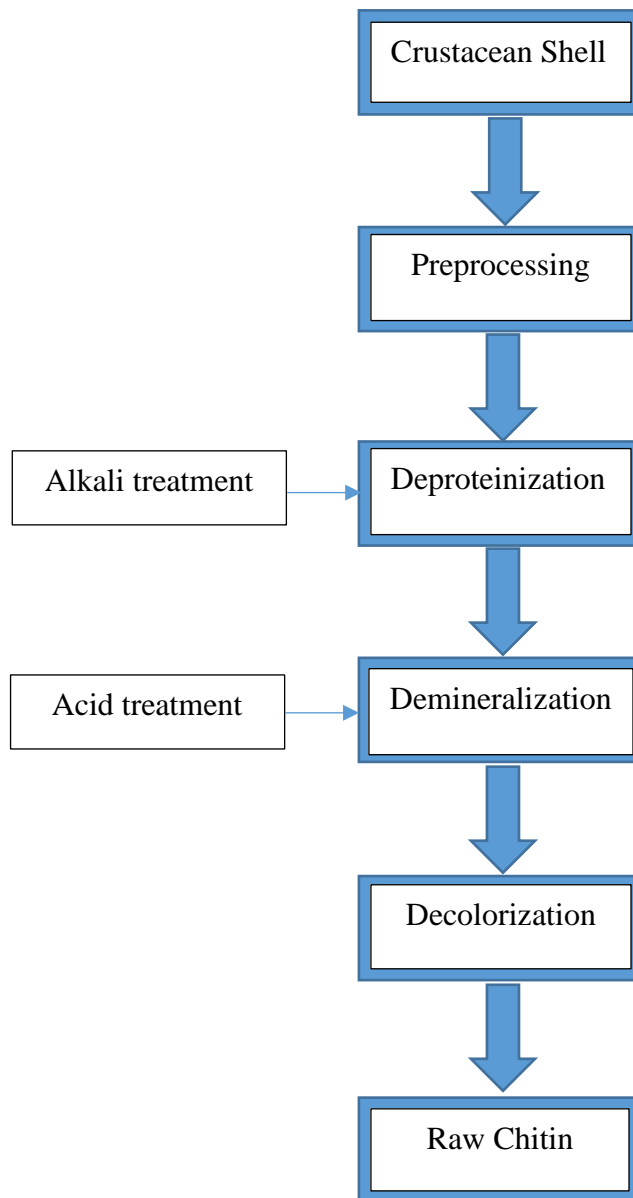 Crustacean Shell
Preprocessing
Alkali treatment
Deproteinization
Acid treatment
Demineralization
Decolorization
Raw Chitin